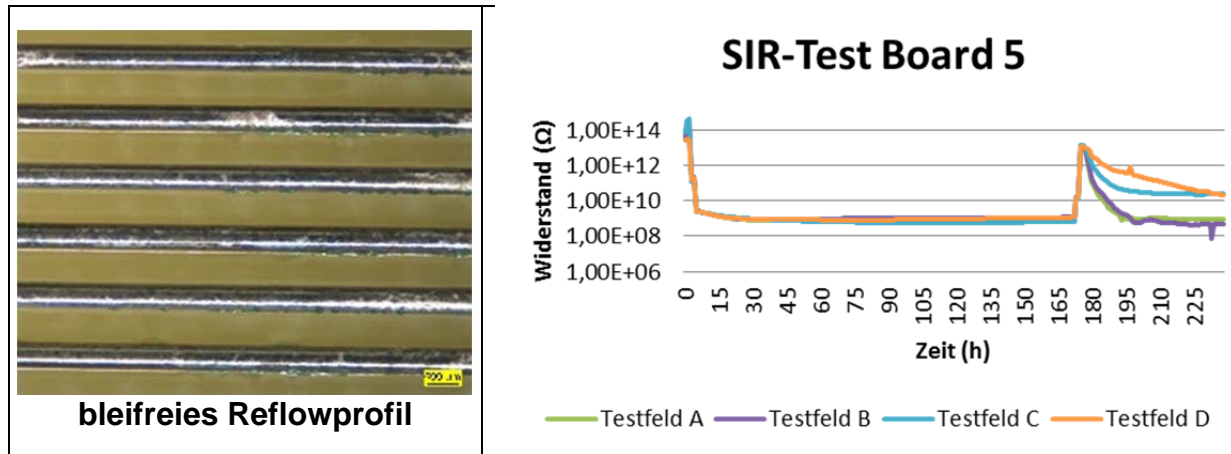 bleifreies Reflowprofil
SIR-Test Board 5
Widerstand (Ω)
1,00E+14
1,00E+12
1,00E+10
1,00E+08
1,00E+06
0 15 30 45 60 75 90 105 120 135 150 165 180 195 210 225
Zeit (h)
Testfeld A Testfeld B Testfeld C Testfeld D